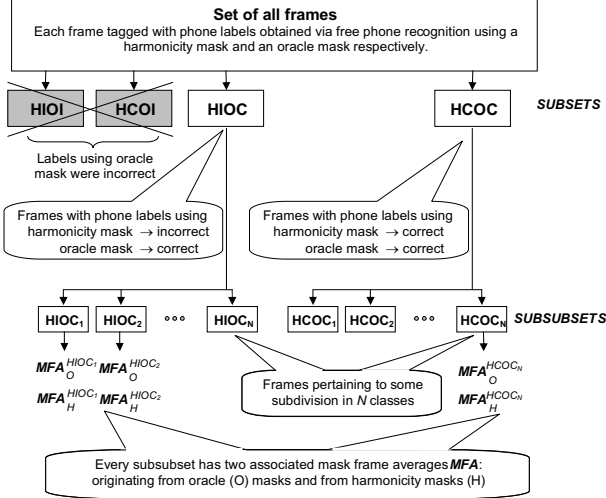 Set of all frames
Each frame tagged with phone labels obtained via free phone recognition using a
harmonicity mask and an oracle mask respectively.
HIOI HCOI HIOC HCOC SUBSETS
Labels using oracle
mask were incorrect
Frames with phone labels using
harmonicity mask → incorrect
oracle mask → correct
Frames with phone labels using
harmonicity mask → correct
oracle mask → correct
HIOC1 HIOC2 °°° HIOCN HCOC1 HCOC2 °°° HCOCN SUBSUBSETS
MFA O HIOC1 MFA O HIOC2 MFA O HCOCN
MFA H HIOC1 MFA H HIOC2 MFA H HCOCN
Frames pertaining to some
subdivision in N classes
Every subsubset has two associated mask frame averages MFA:
originating from oracle (O) masks and from harmonicity masks (H)